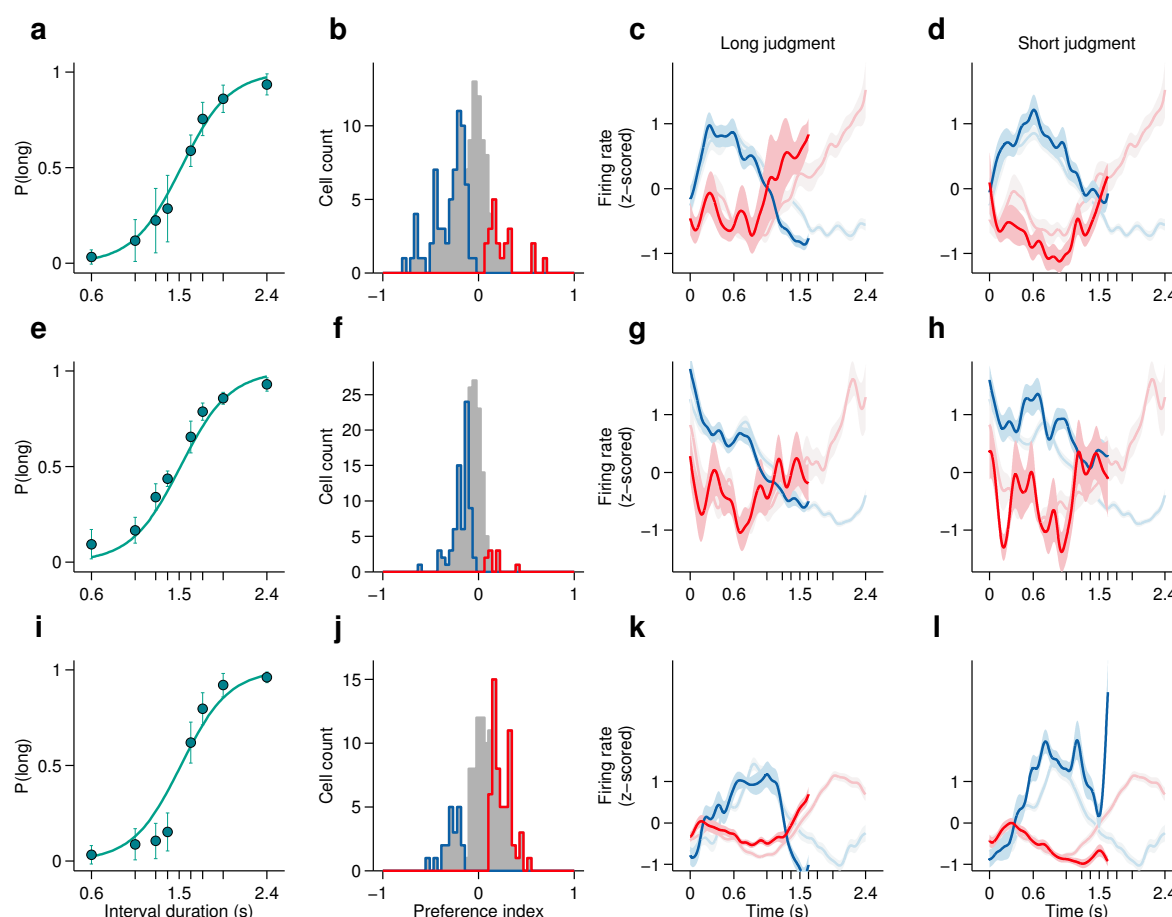 a
b
c
d
Long judgment
Short judgment
P(long)
1
0.5
0
0.6
1.5
2.4
Cell count
10
5
0
−1
0
1
Firing rate
(z−scored)
1
0
−1
0
0.6
1.5
2.4
1
0
−1
0
0.6
1.5
2.4
e
f
g
h
P(long)
1
0.5
0
0.6
1.5
2.4
Cell count
25
20
15
10
5
0
−1
0
1
Firing rate
(z−scored)
1
0
−1
0
0.6
1.5
2.4
1
0
−1
0
0.6
1.5
2.4
i
j
k
l
P(long)
1
0.5
0
0.6
1.5
2.4
Interval duration (s)
Cell count
15
10
5
0
−1
0
1
Preference index
Firing rate
(z−scored)
1
0
−1
0
0.6
1.5
2.4
Time (s)
1
0
−1
0
0.6
1.5
2.4
Time (s)